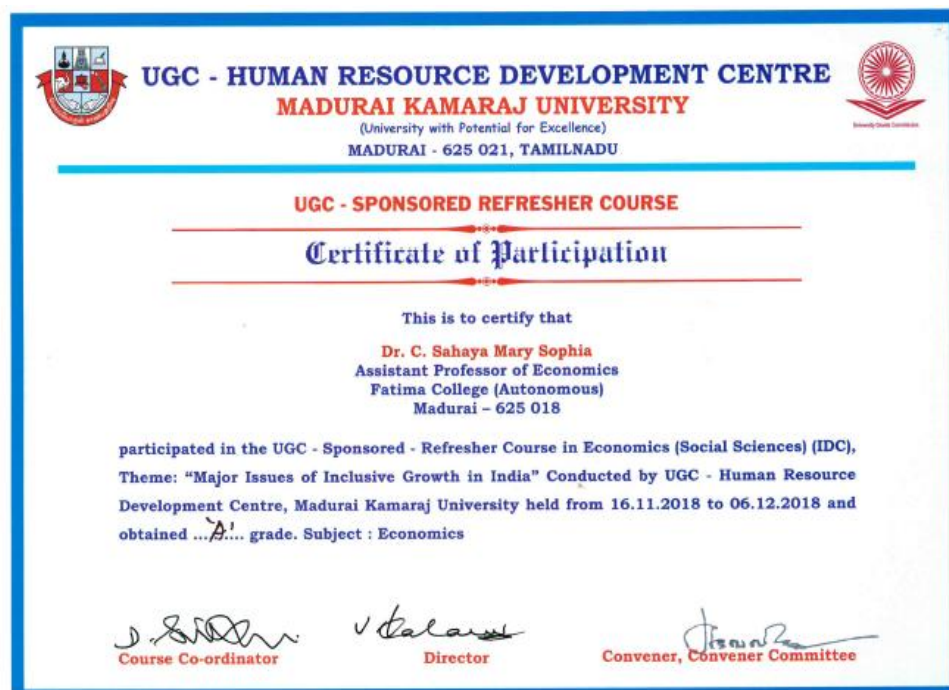 UGC - HUMAN RESOURCE DEVELOPMENT CENTRE
MADURAI KAMARAJ UNIVERSITY
(University with Potential for Excellence)
MADURAI - 625 021, TAMILNADU
University Grants Commission
UGC - SPONSORED REFRESHER COURSE
Certificate of Participation
This is to certify that
Dr. C. Sahaya Mary Sophia
Assistant Professor of Economics
Fatima College (Autonomous)
Madurai – 625 018
participated in the UGC - Sponsored - Refresher Course in Economics (Social Sciences) (IDC),
Theme: “Major Issues of Inclusive Growth in India” Conducted by UGC - Human Resource
Development Centre, Madurai Kamaraj University held from 16.11.2018 to 06.12.2018 and
obtained ...'A'.... grade. Subject : Economics
Course Co-ordinator
Director
Convener, Convener Committee